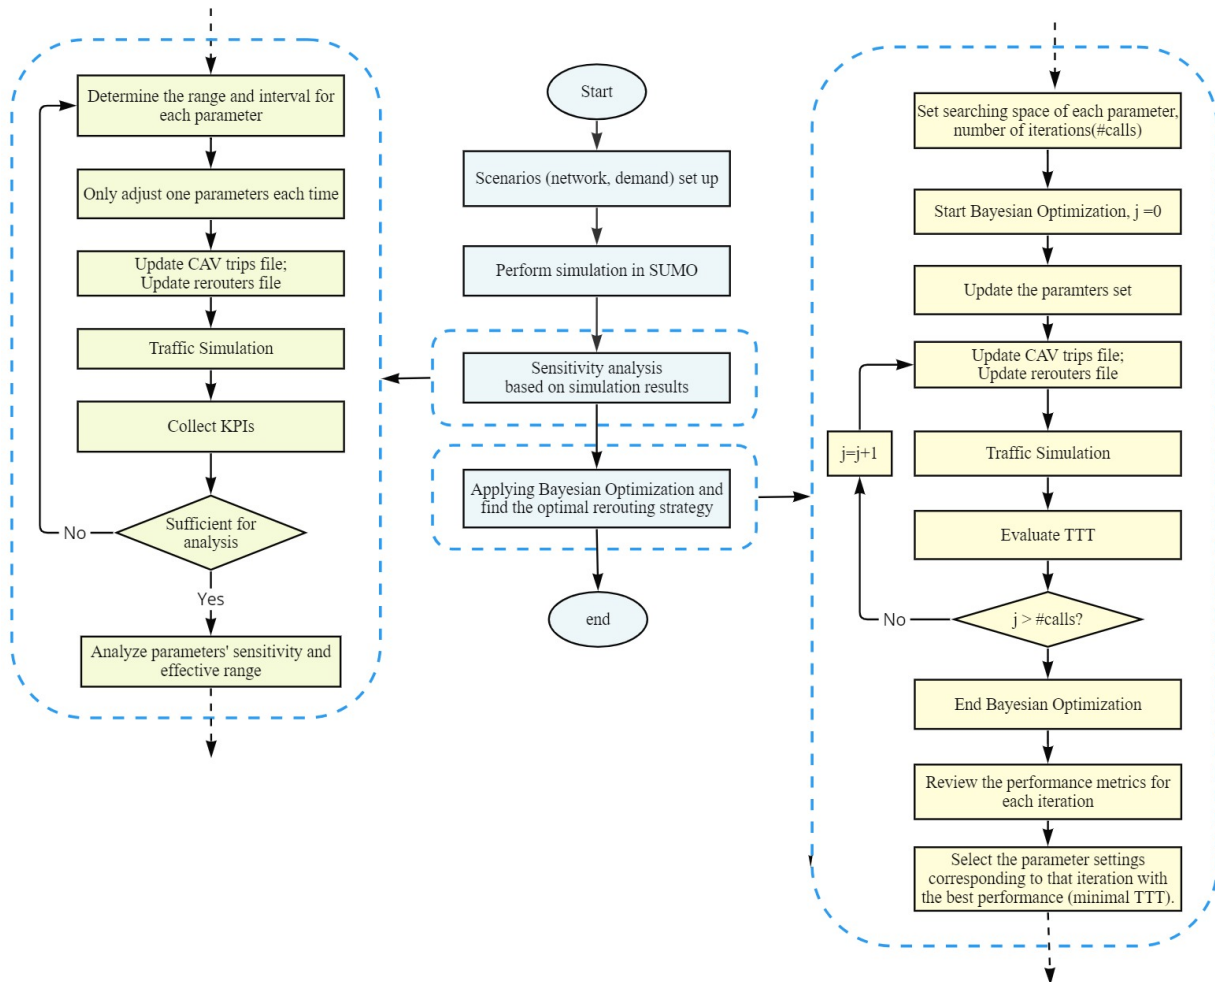 Determine the range and interval for
each parameter
Only adjust one parameters each time
Update CAV trips file;
Update rerouters file
Traffic Simulation
Collect KPIs
Sufficient for
analysis
No
Yes
Analyze parameters' sensitivity and
effective range
Start
Scenarios (network, demand) set up
Perform simulation in SUMO
Sensitivity analysis
based on simulation results
Applying Bayesian Optimization and
find the optimal rerouting strategy
end
Set searching space of each parameter,
number of iterations(#calls)
Start Bayesian Optimization, j =0
Update the paramters set
Update CAV trips file;
Update rerouters file
j=j+1
Traffic Simulation
Evaluate TTT
j > #calls?
No
End Bayesian Optimization
Review the performance metrics for
each iteration
Select the parameter settings
corresponding to that iteration with
the best performance (minimal TTT).